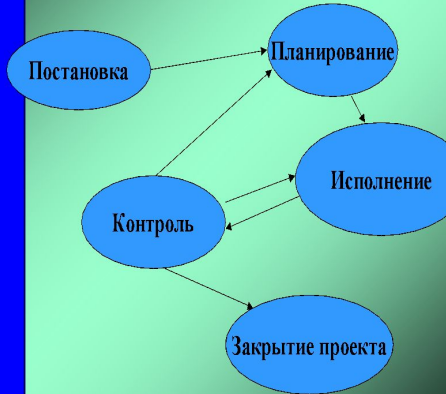 Планирование
Постановка
Исполнение
Контроль
Закрытие проекта